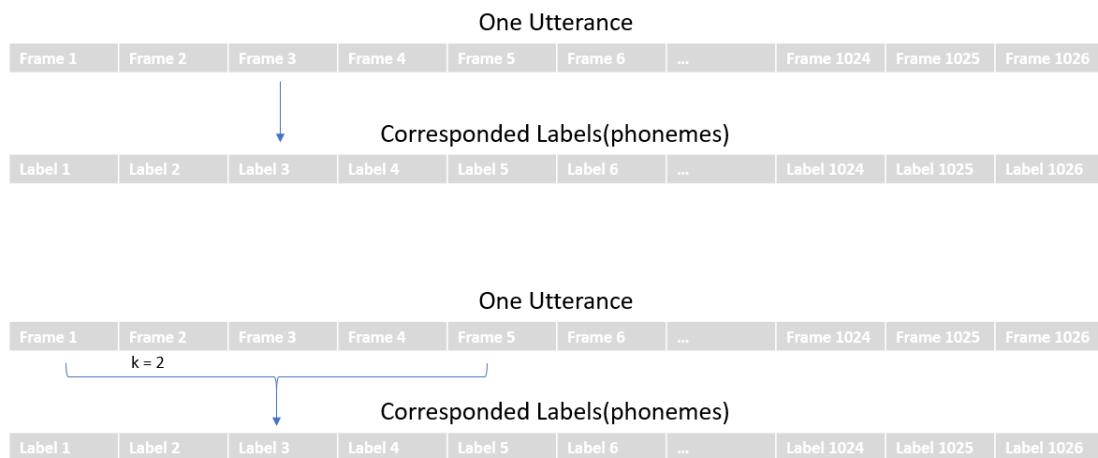 One Utterance
Frame 1 Frame 2 Frame 3 Frame 4 Frame 5 Frame 6 ... Frame 1024 Frame 1025 Frame 1026
Corresponded Labels(phonemes)
Label 1 Label 2 Label 3 Label 4 Label 5 Label 6 ... Label 1024 Label 1025 Label 1026
One Utterance
Frame 1 Frame 2 Frame 3 Frame 4 Frame 5 Frame 6 ... Frame 1024 Frame 1025 Frame 1026
k = 2
Corresponded Labels(phonemes)
Label 1 Label 2 Label 3 Label 4 Label 5 Label 6 ... Label 1024 Label 1025 Label 1026